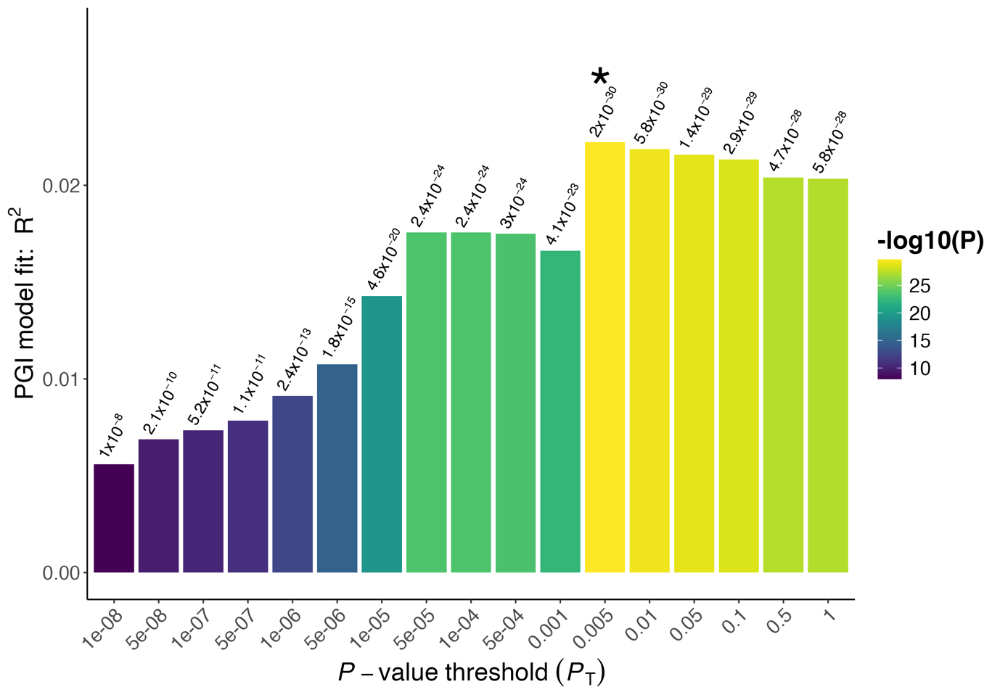 *
2x10⁻³⁰
5.8x10⁻³⁰
1.4x10⁻²⁹
2.9x10⁻²⁹
4.7x10⁻²⁸
5.8x10⁻²⁸
2.4x10⁻²⁴
2.4x10⁻²⁴
3x10⁻²⁴
4.1x10⁻²³
4.6x10⁻²⁰
1.8x10⁻¹⁵
2.4x10⁻¹³
1.1x10⁻¹¹
5.2x10⁻¹¹
2.1x10⁻¹⁰
1x10⁻⁸
0.02
0.01
0.00
PGI model fit: R²
1e-08
5e-08
1e-07
5e-07
1e-06
5e-06
1e-05
5e-05
1e-04
5e-04
0.001
0.005
0.01
0.05
0.1
0.5
1
P – value threshold (P_T)
-log10(P)
25
20
15
10